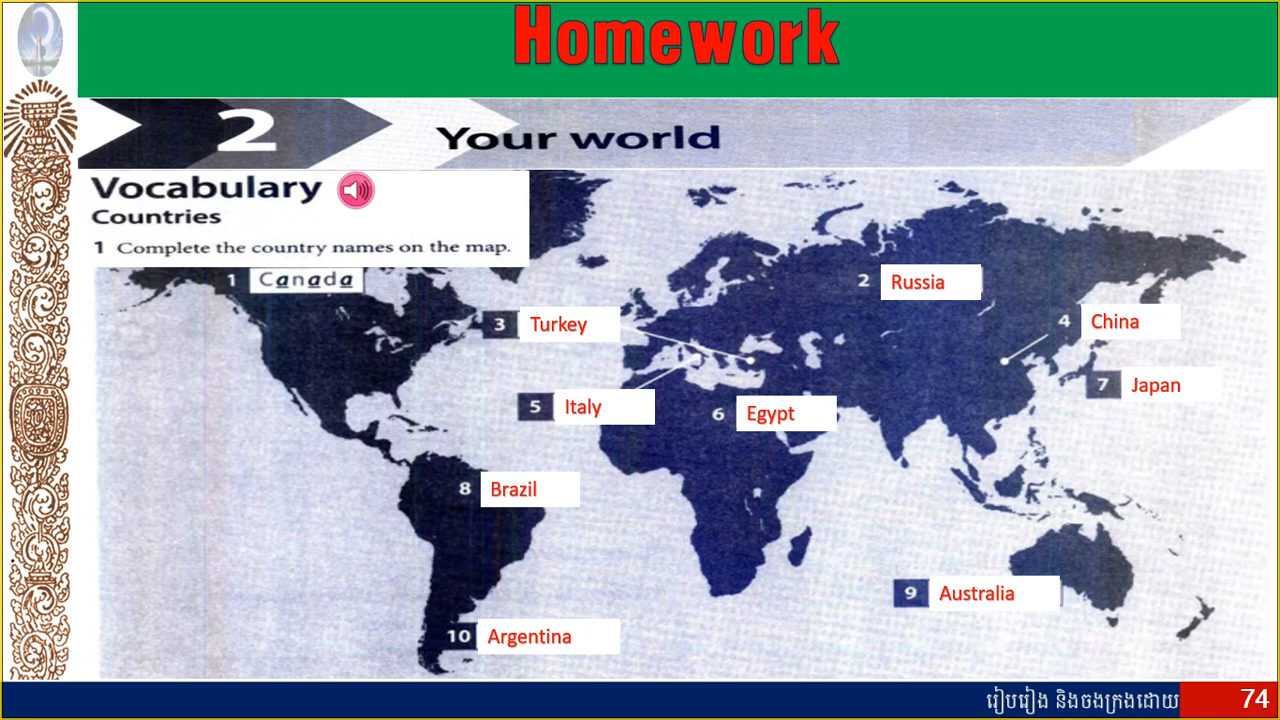 Homework
2 Your world
Vocabulary
Countries
1 Complete the country names on the map.
1 Canada
2 Russia
3 Turkey
4 China
5 Italy
6 Egypt
7 Japan
8 Brazil
9 Australia
10 Argentina
រៀបរៀង និងចងក្រងដោយ 74